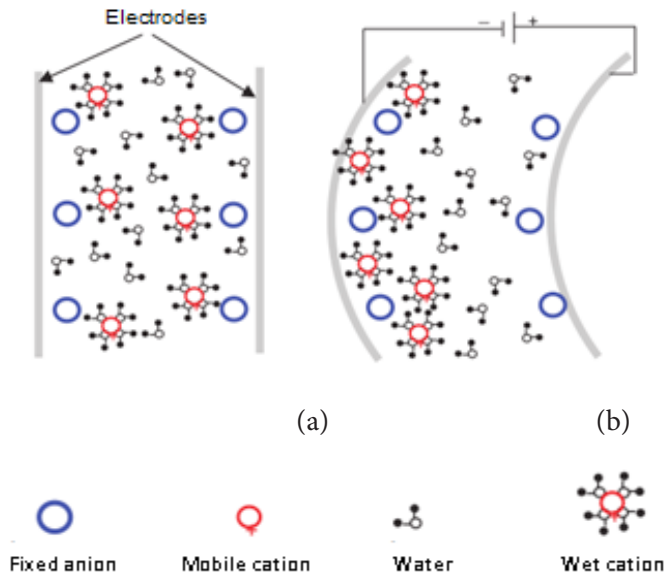 Electrodes
− +
(a) (b)
Fixed anion Mobile cation Water Wet cation